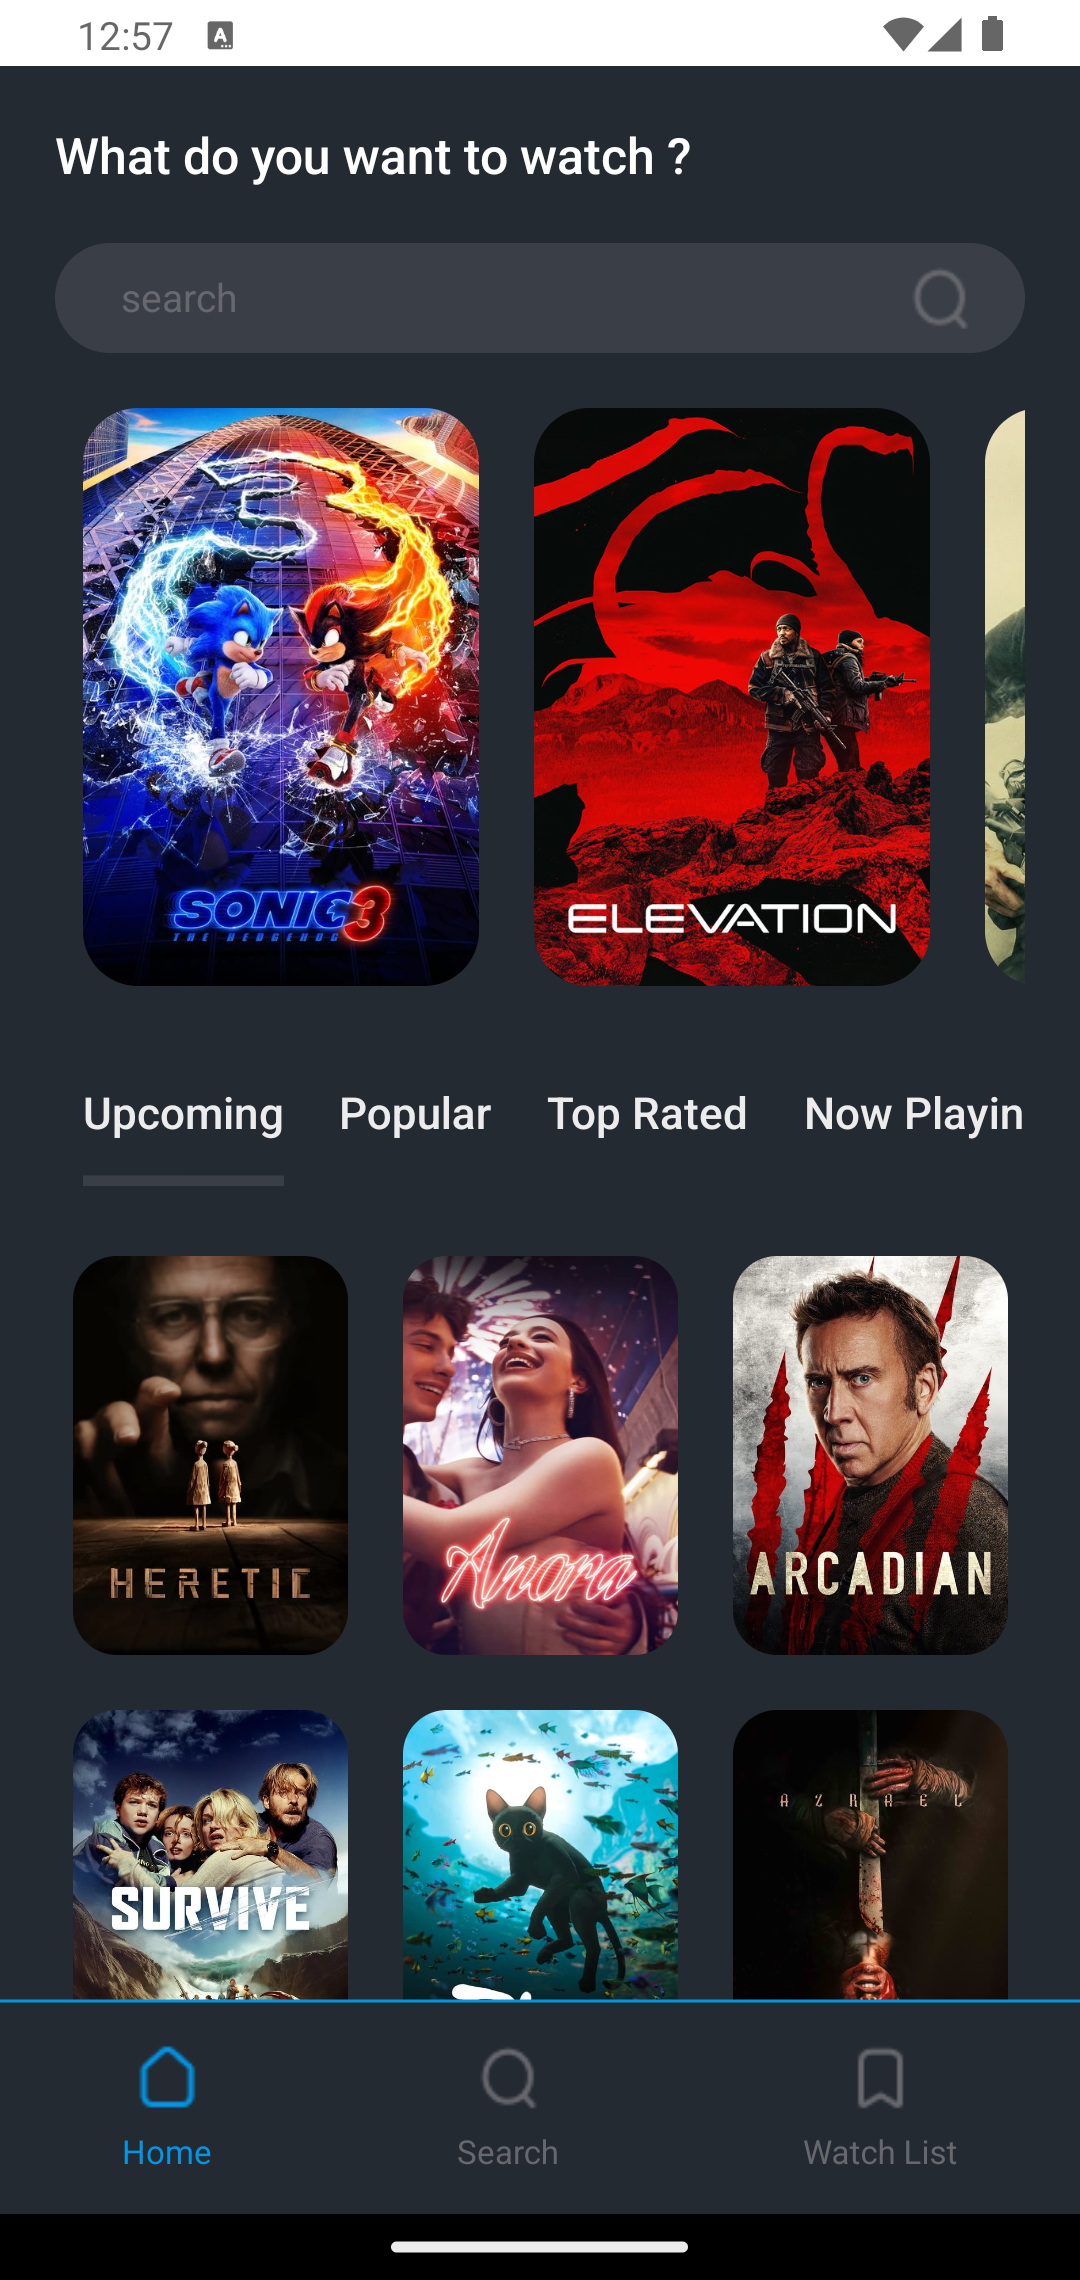 12:57
What do you want to watch ?
search
SONIC 3
THE HEDGEHOG
ELEVATION
Upcoming Popular Top Rated Now Playin
HERETIC
Anora
ARCADIAN
SURVIVE
AZRAEL
Home Search Watch List